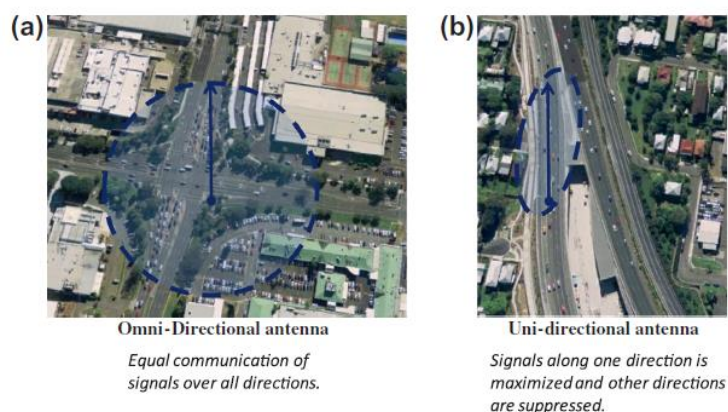 (a)
Omni-Directional antenna
Equal communication of
signals over all directions.
(b)
Uni-directional antenna
Signals along one direction is
maximized and other directions
are suppressed.